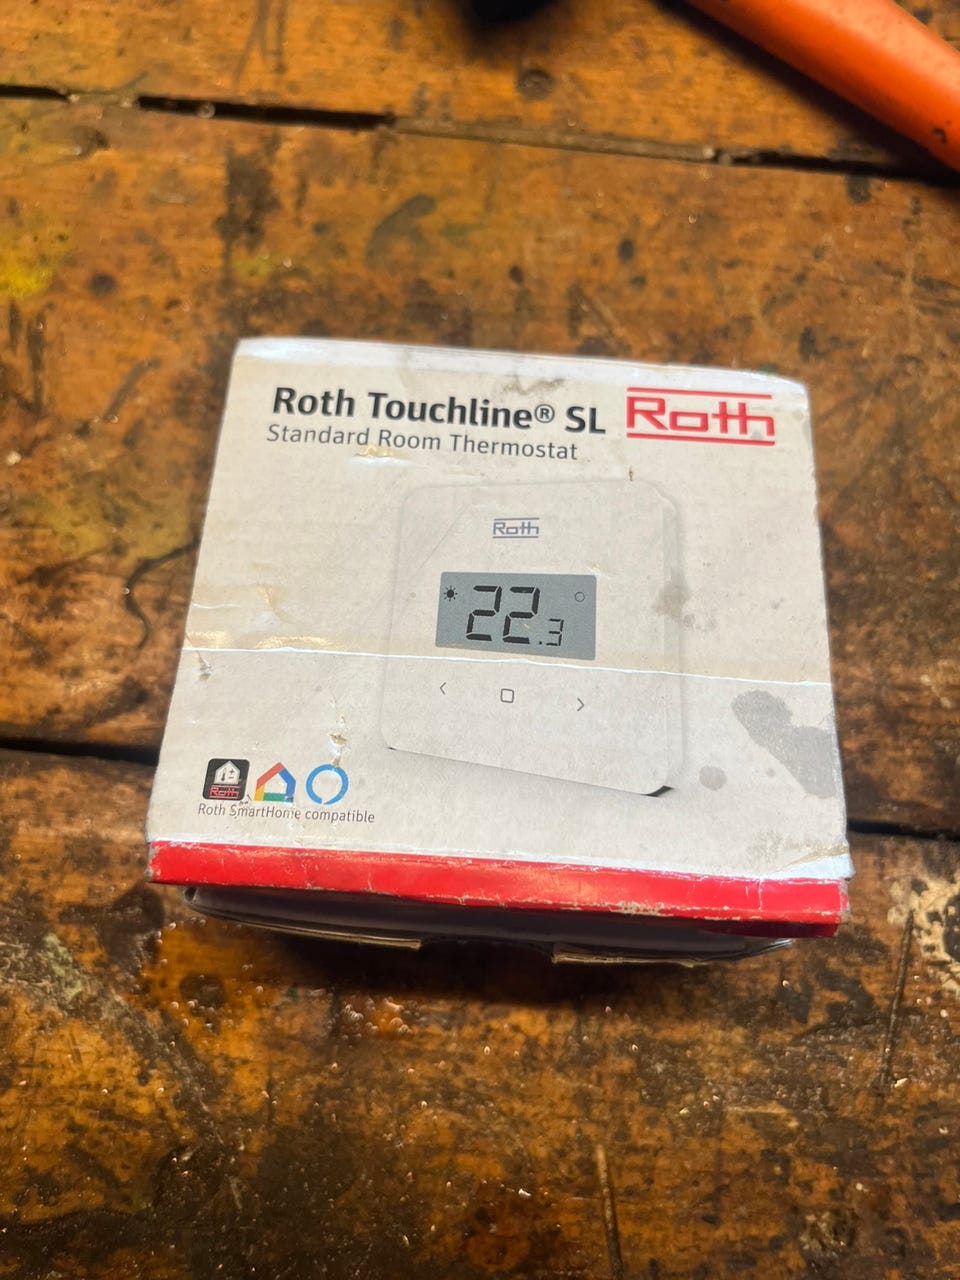 Roth Touchline® SL
Roth
Standard Room Thermostat
Roth
22.3
Roth
Roth SmartHome compatible